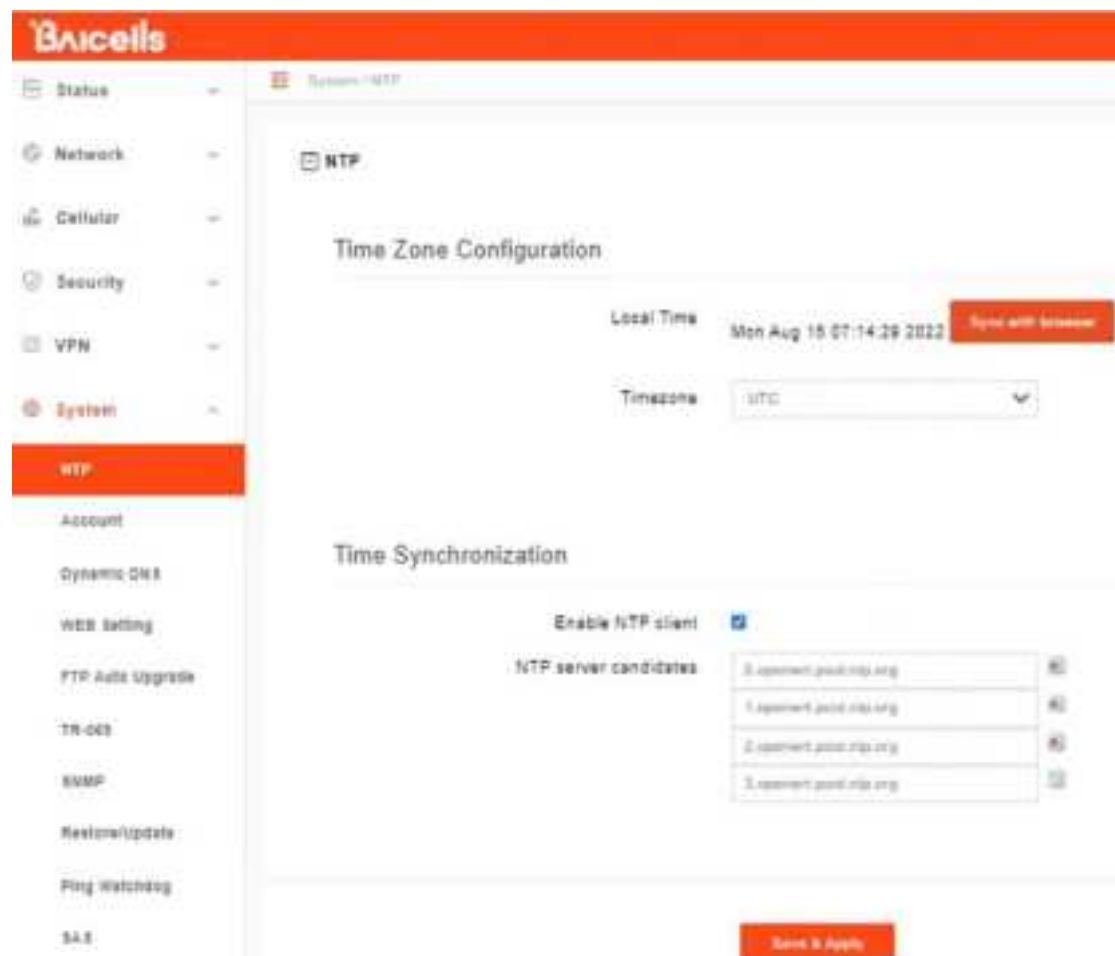 Baicells
Status
System / NTP
Network
NTP
Cellular
Time Zone Configuration
Security
Local Time
Mon Aug 15 07:14:29 2022
Sync with browser
VPN
Timezone
UTC
System
NTP
Account
Time Synchronization
Dynamic DNS
Enable NTP client
WEB Setting
NTP server candidates
0.openwrt.pool.ntp.org
FTP Auto Upgrade
1.openwrt.pool.ntp.org
TR-069
2.openwrt.pool.ntp.org
SNMP
3.openwrt.pool.ntp.org
Restore/Update
Ping Watchdog
SAS
Save & Apply